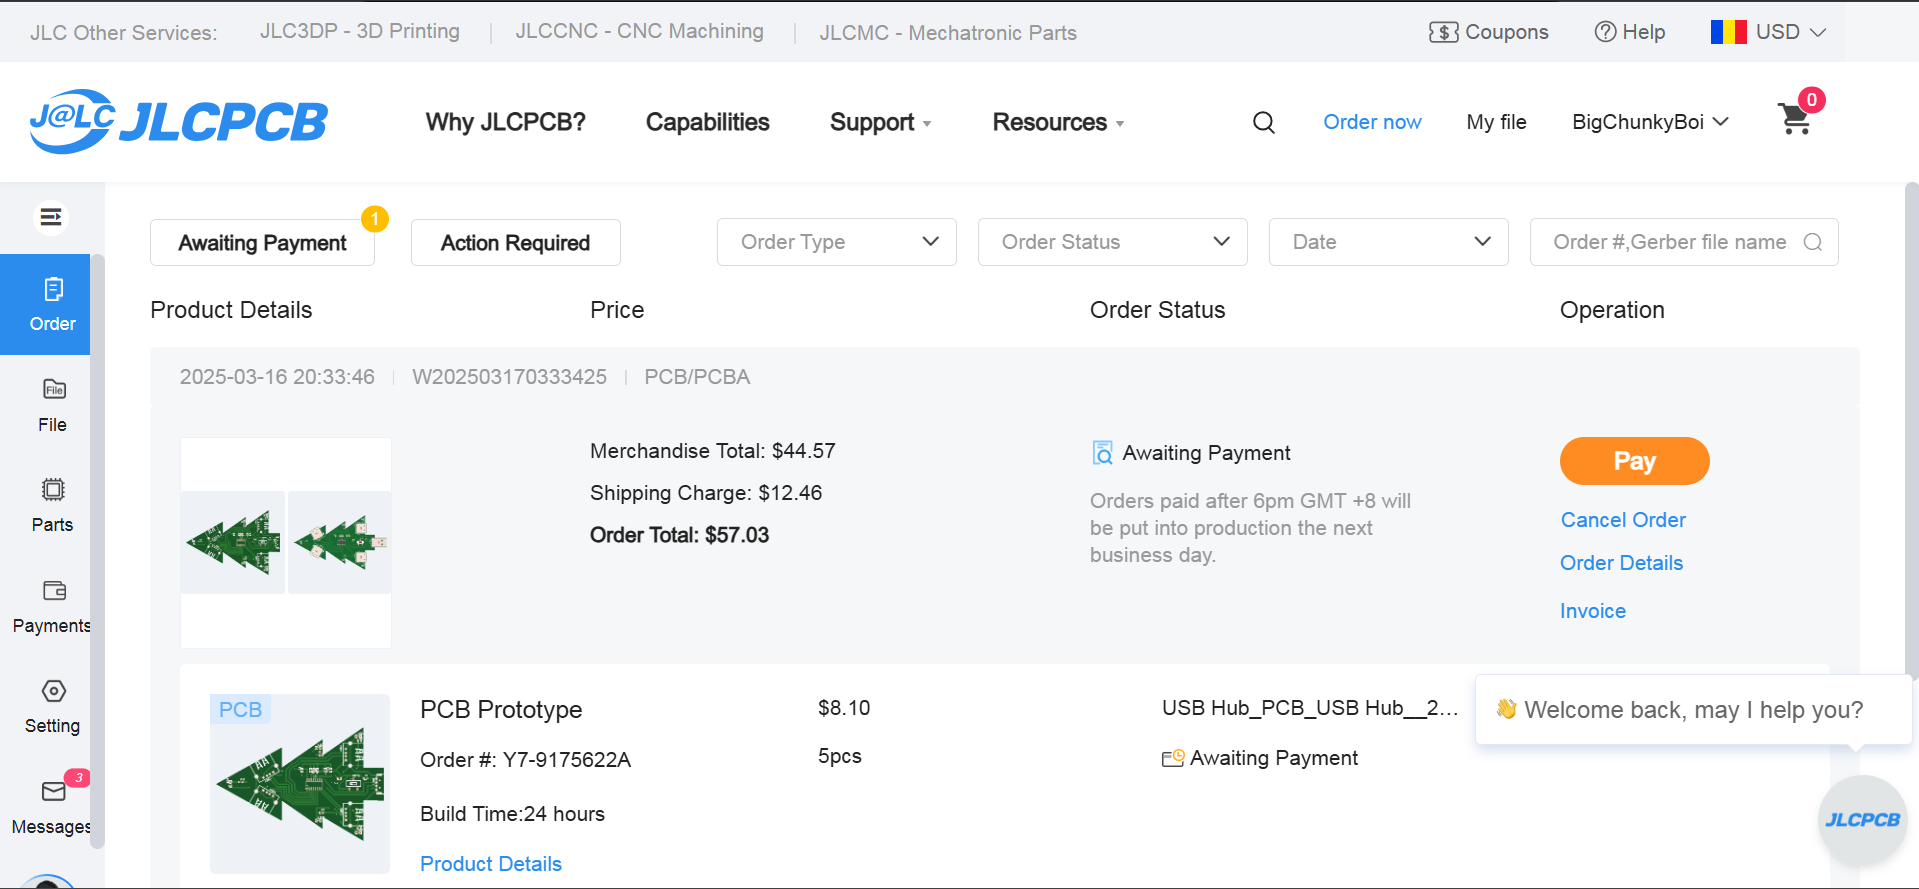 JLC Other Services:
JLC3DP - 3D Printing
JLCCNC - CNC Machining
JLCMC - Mechatronic Parts
Coupons
Help
USD
J@LC JLCPCB
Why JLCPCB?
Capabilities
Support
Resources
Order now
My file
BigChunkyBoi
0
Awaiting Payment
1
Action Required
Order Type
Order Status
Date
Order #,Gerber file name
Order
File
File
Parts
Payments
Setting
3
Messages
Product Details
Price
Order Status
Operation
2025-03-16 20:33:46
W202503170333425
PCB/PCBA
Merchandise Total: $44.57
Shipping Charge: $12.46
Order Total: $57.03
Awaiting Payment
Orders paid after 6pm GMT +8 will
be put into production the next
business day.
Pay
Cancel Order
Order Details
Invoice
PCB
PCB Prototype
Order #: Y7-9175622A
Build Time:24 hours
Product Details
$8.10
5pcs
USB Hub_PCB_USB Hub__2...
Awaiting Payment
👋 Welcome back, may I help you?
JLCPCB